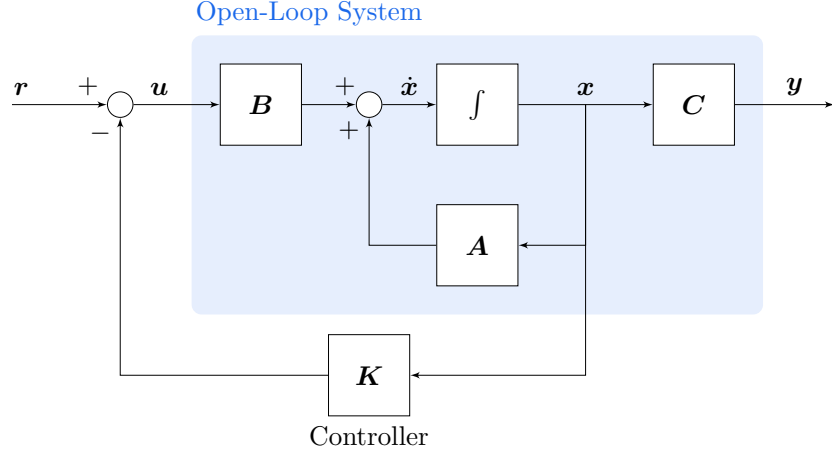 Open-Loop System
r + u B + ẋ ∫ x C y
− +
A
K
Controller